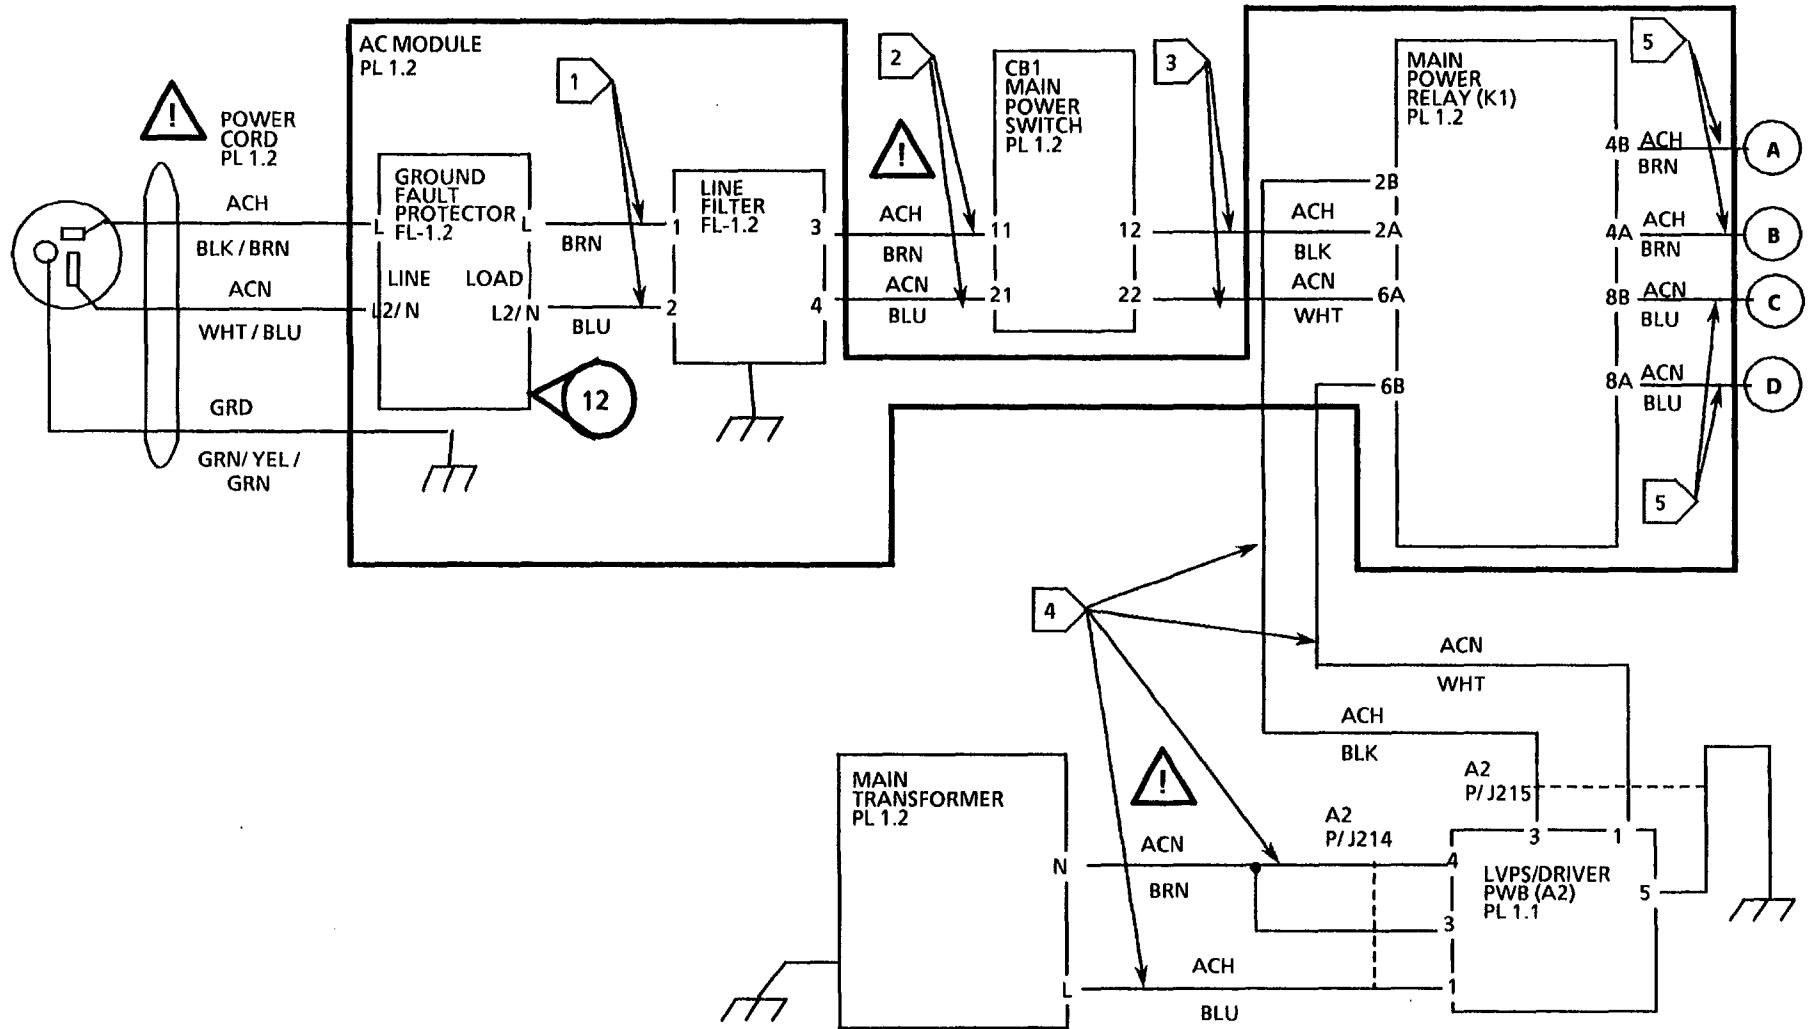 AC MODULE
PL 1.2
1
2
CB1
MAIN
POWER
SWITCH
PL 1.2
3
MAIN
POWER
RELAY (K1)
PL 1.2
5
!
POWER
CORD
PL 1.2
!
GROUND
FAULT
PROTECTOR
FL-1.2
LINE
FILTER
FL-1.2
4B
ACH
BRN
A
2B
ACH
BLK / BRN
L
L
BRN
1
3
ACH
BRN
11
12
ACH
BLK
2A
4A
ACH
BRN
B
LINE
LOAD
ACN
WHT / BLU
L2/ N
L2/ N
BLU
2
4
ACN
BLU
21
22
ACN
WHT
6A
8B
ACN
BLU
C
6B
8A
ACN
BLU
D
12
GRD
GRN/ YEL /
GRN
5
4
ACN
WHT
ACH
BLK
!
A2
P/ J215
MAIN
TRANSFORMER
PL 1.2
A2
P/ J214
3
1
N
ACN
BRN
4
LVPS/DRIVER
PWB (A2)
PL 1.1
5
3
L
ACH
BLU
1